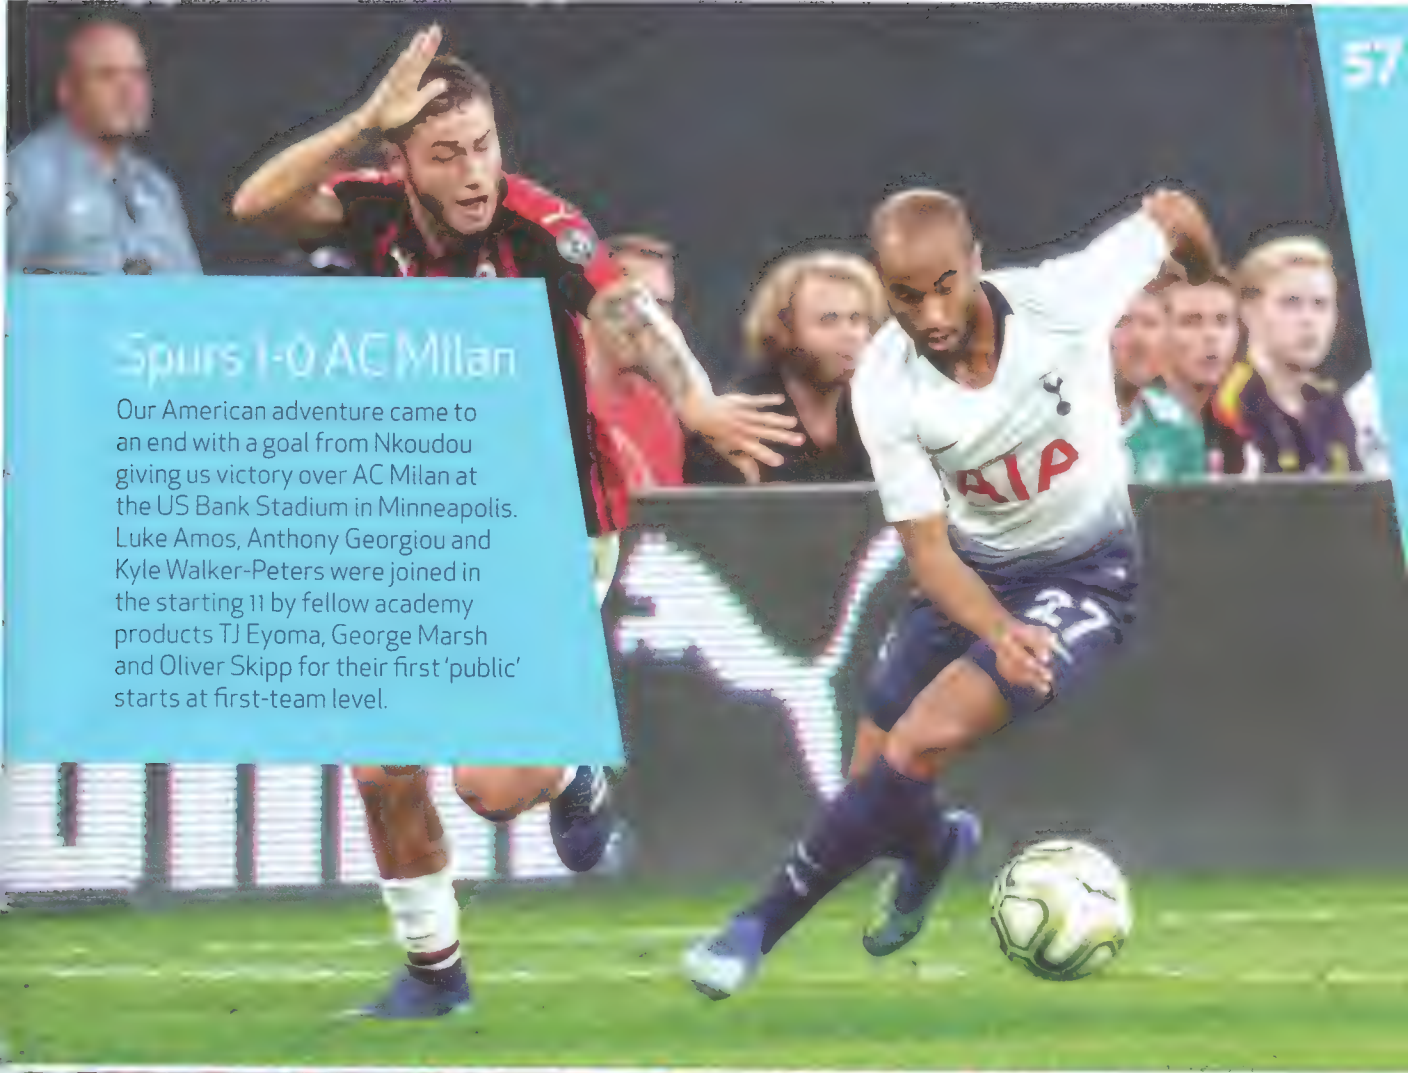 57
Spurs 1-0 AC Milan
Our American adventure came to
an end with a goal from Nkoudou
giving us victory over AC Milan at
the US Bank Stadium in Minneapolis.
Luke Amos, Anthony Georgiou and
Kyle Walker-Peters were joined in
the starting 11 by fellow academy
products TJ Eyoma, George Marsh
and Oliver Skipp for their first ‘public’
starts at first-team level.
AIA
27